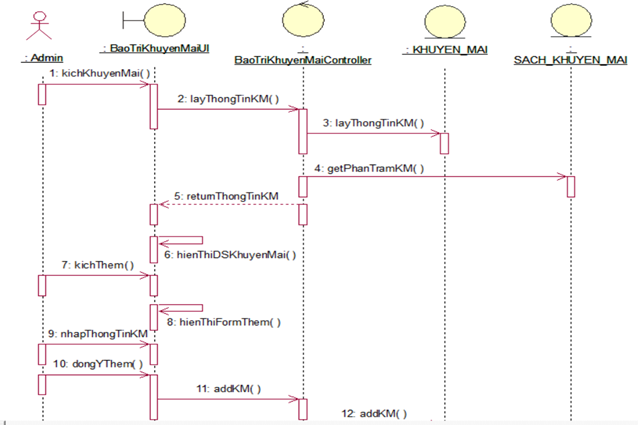 : Admin
: BaoTriKhuyenMaiUI
:
BaoTriKhuyenMaiController
: KHUYEN_MAI
:
SACH_KHUYEN_MAI
1: kichKhuyenMai( )
2: layThongTinKM( )
3: layThongTinKM( )
4: getPhanTramKM( )
5: returnThongTinKM
6: hienThiDSKhuyenMai( )
7: kichThem( )
8: hienThiFormThem( )
9: nhapThongTinKM
10: dongYThem( )
11: addKM( )
12: addKM( )